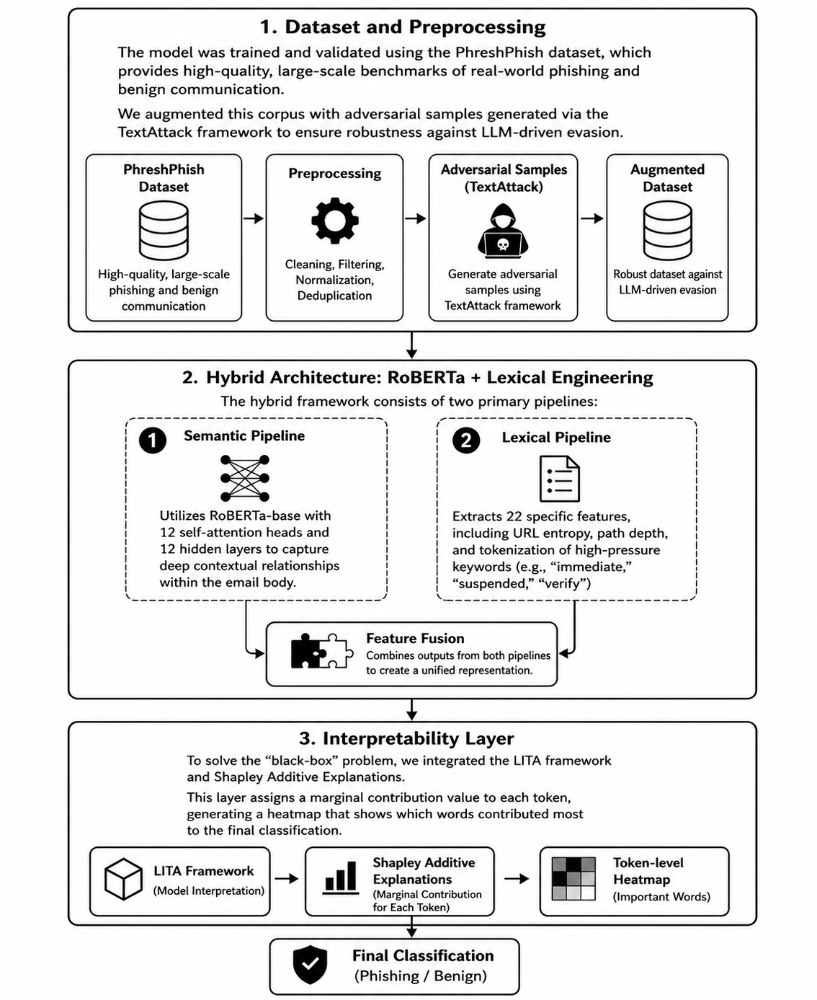 1. Dataset and Preprocessing
The model was trained and validated using the PhreshPhish dataset, which
provides high-quality, large-scale benchmarks of real-world phishing and
benign communication.
We augmented this corpus with adversarial samples generated via the
TextAttack framework to ensure robustness against LLM-driven evasion.
PhreshPhish
Dataset
High-quality, large-scale
phishing and benign
communication
Preprocessing
Cleaning, Filtering,
Normalization,
Deduplication
Adversarial Samples
(TextAttack)
Generate adversarial
samples using
TextAttack framework
Augmented
Dataset
Robust dataset against
LLM-driven evasion
2. Hybrid Architecture: RoBERTa + Lexical Engineering
The hybrid framework consists of two primary pipelines:
1
Semantic Pipeline
Utilizes RoBERTa-base with
12 self-attention heads and
12 hidden layers to capture
deep contextual relationships
within the email body.
2
Lexical Pipeline
Extracts 22 specific features,
including URL entropy, path depth,
and tokenization of high-pressure
keywords (e.g., “immediate,”
“suspended,” “verify”)
Feature Fusion
Combines outputs from both pipelines
to create a unified representation.
3. Interpretability Layer
To solve the “black-box” problem, we integrated the LITA framework
and Shapley Additive Explanations.
This layer assigns a marginal contribution value to each token,
generating a heatmap that shows which words contributed most
to the final classification.
LITA Framework
(Model Interpretation)
Shapley Additive
Explanations
(Marginal Contribution
for Each Token)
Token-level
Heatmap
(Important Words)
Final Classification
(Phishing / Benign)